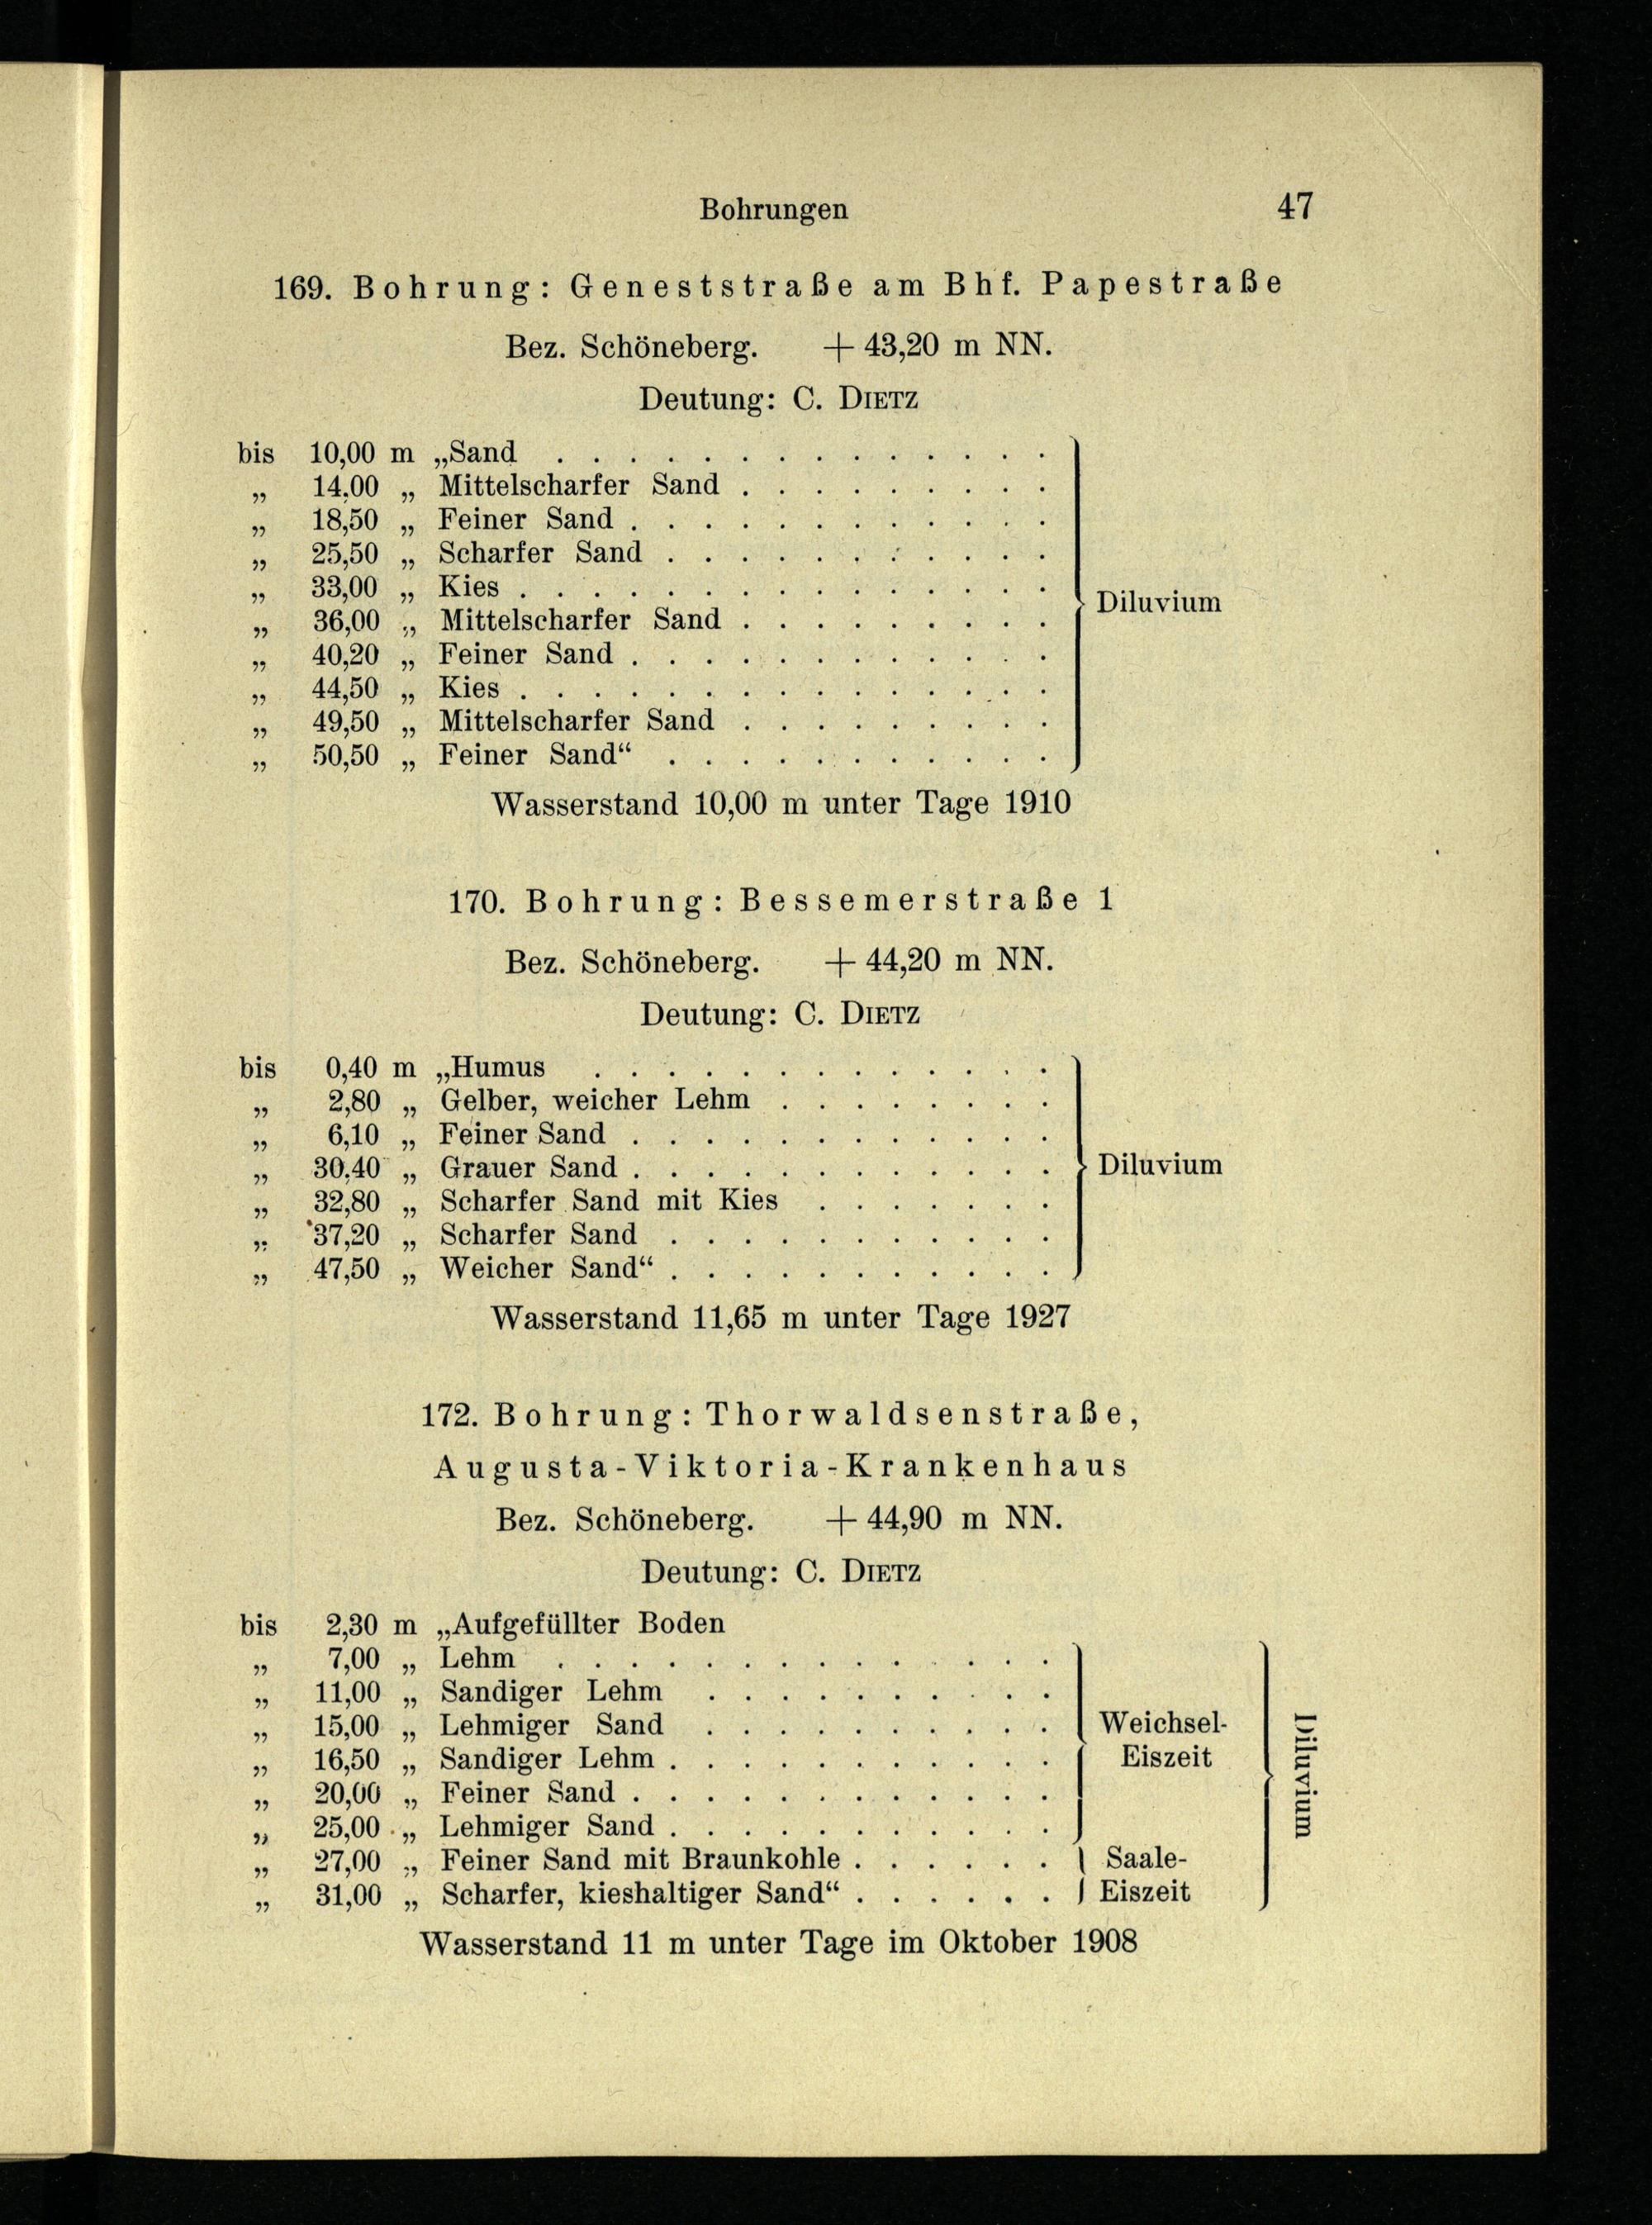 Bohrungen 47
169. Bohrung: Geneststraße am Bhf. Papestraße
Bez. Schöneberg. + 43,20 m NN.
Deutung: C. DIETZ
bis 10,00 m „Sand . . . . . . . . . . . . . .
„ 14,00 „ Mittelscharfer Sand . . . . . . . . .
„ 18,50 „ Feiner Sand . . . . . . . . . . . .
„ 25,50 „ Scharfer Sand . . . . . . . . . . .
„ 33,00 „ Kies . . . . . . . . . . . . . . .
„ 36,00 „ Mittelscharfer Sand . . . . . . . . .
„ 40,20 „ Feiner Sand . . . . . . . . . . . .
„ 44,50 „ Kies . . . . . . . . . . . . . . .
„ 49,50 „ Mittelscharfer Sand . . . . . . . . .
„ 50,50 „ Feiner Sand“ . . . . . . . . . . .
Diluvium
Wasserstand 10,00 m unter Tage 1910
170. Bohrung: Bessemerstraße 1
Bez. Schöneberg. + 44,20 m NN.
Deutung: C. DIETZ
bis 0,40 m „Humus . . . . . . . . . . . . .
„ 2,80 „ Gelber, weicher Lehm . . . . . . . .
„ 6,10 „ Feiner Sand . . . . . . . . . . . .
„ 30,40 „ Grauer Sand . . . . . . . . . . . .
„ 32,80 „ Scharfer Sand mit Kies . . . . . . .
„ 37,20 „ Scharfer Sand . . . . . . . . . . .
„ 47,50 „ Weicher Sand“ . . . . . . . . . . .
Diluvium
Wasserstand 11,65 m unter Tage 1927
172. Bohrung: Thorwaldsenstraße,
Augusta-Viktoria-Krankenhaus
Bez. Schöneberg. + 44,90 m NN.
Deutung: C. DIETZ
bis 2,30 m „Aufgefüllter Boden
„ 7,00 „ Lehm . . . . . . . . . . . . . .
„ 11,00 „ Sandiger Lehm . . . . . . . . . .
„ 15,00 „ Lehmiger Sand . . . . . . . . . .
„ 16,50 „ Sandiger Lehm . . . . . . . . . . .
„ 20,00 „ Feiner Sand . . . . . . . . . . . .
„ 25,00 „ Lehmiger Sand . . . . . . . . . . .
Weichsel-
Eiszeit
„ 27,00 „ Feiner Sand mit Braunkohle . . . . . .
„ 31,00 „ Scharfer, kieshaltiger Sand“ . . . . . .
Saale-
Eiszeit
Diluvium
Wasserstand 11 m unter Tage im Oktober 1908